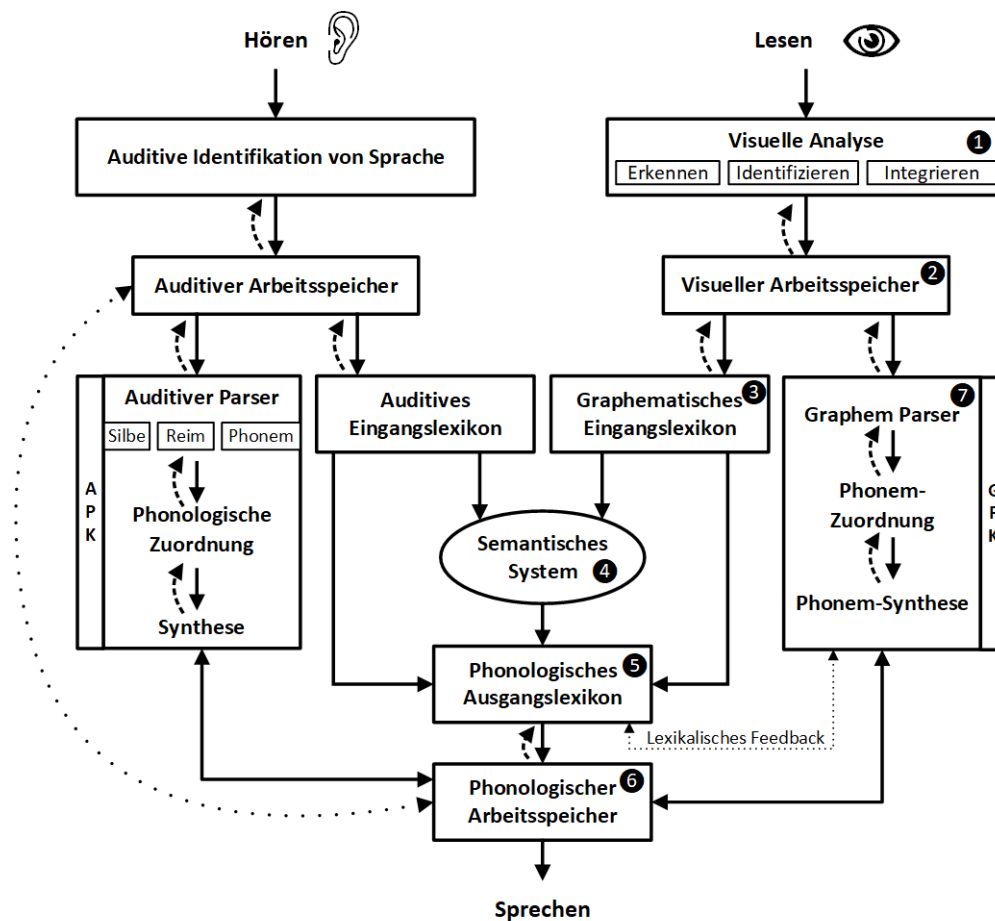 Hören
Lesen
Auditive Identifikation von Sprache
Visuelle Analyse
1
Erkennen
Identifizieren
Integrieren
Auditiver Arbeitsspeicher
Visueller Arbeitsspeicher
2
A
P
K
Auditiver Parser
Silbe
Reim
Phonem
Phonologische
Zuordnung
Synthese
Auditives
Eingangslexikon
Graphematisches
Eingangslexikon
3
Semantisches
System
4
Phonologisches
Ausgangslexikon
5
Graphem Parser
7
Phonem-
Zuordnung
Phonem-Synthese
Lexikalisches Feedback
Phonologischer
Arbeitsspeicher
6
Sprechen